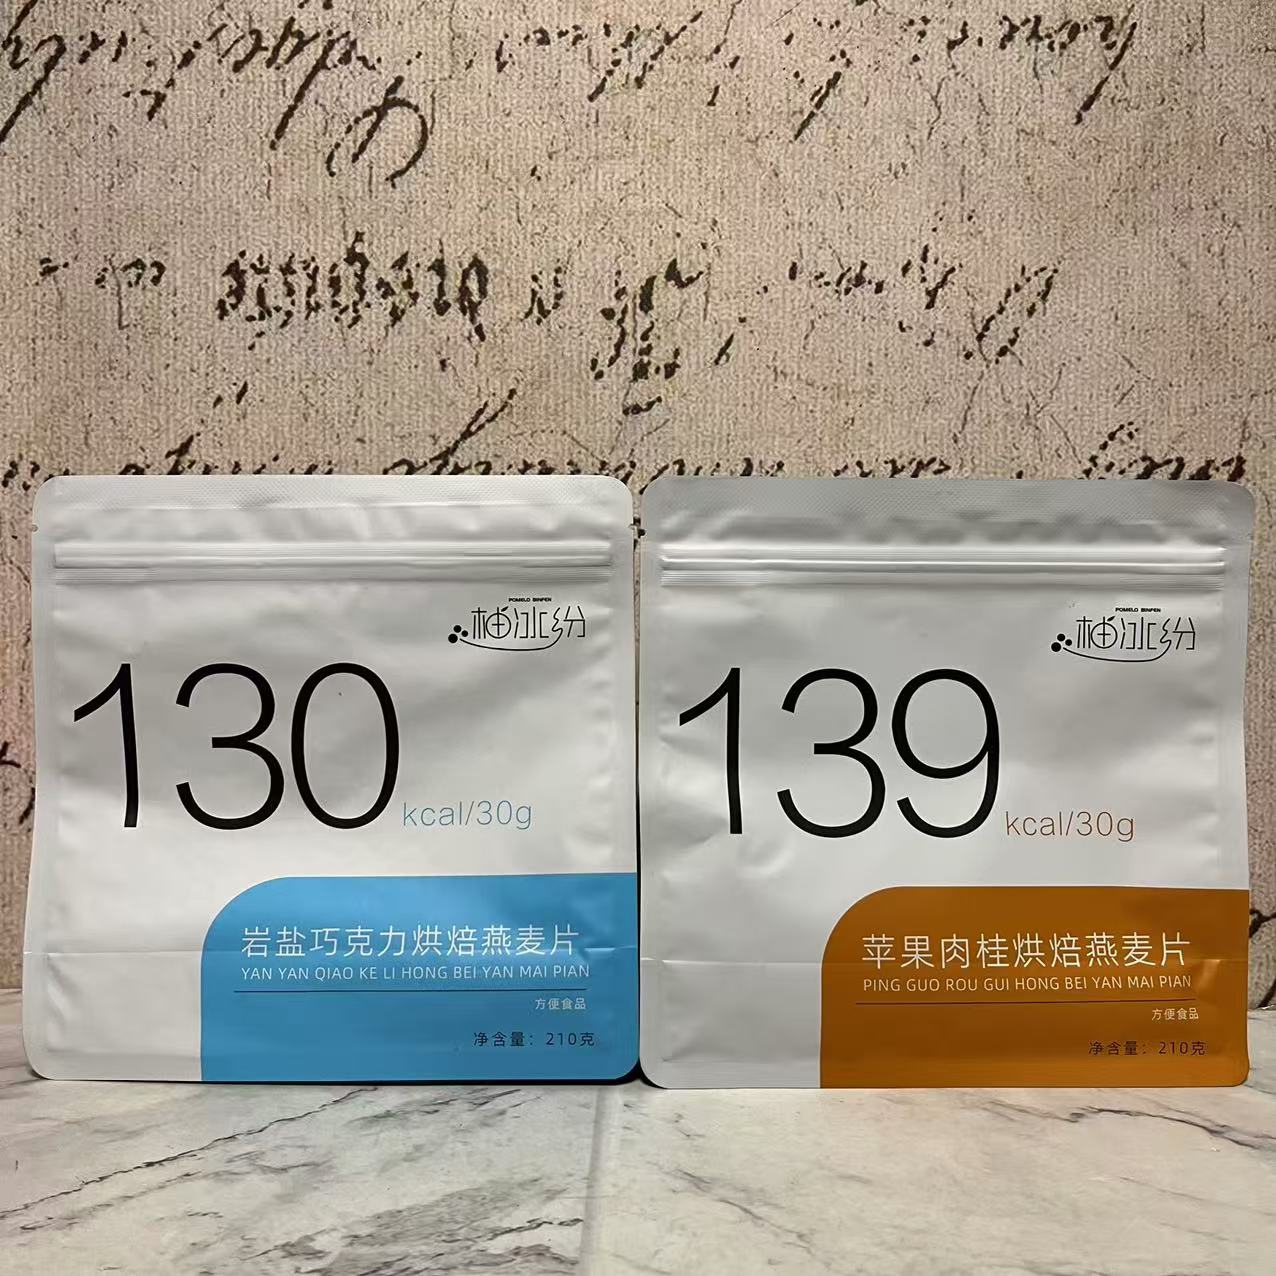 POMELO BINFEN
柚冰纷
130
kcal/30g
岩盐巧克力烘焙燕麦片
YAN YAN QIAO KE LI HONG BEI YAN MAI PIAN
方便食品
净含量：210克
POMELO BINFEN
柚冰纷
139
kcal/30g
苹果肉桂烘焙燕麦片
PING GUO ROU GUI HONG BEI YAN MAI PIAN
方便食品
净含量：210克